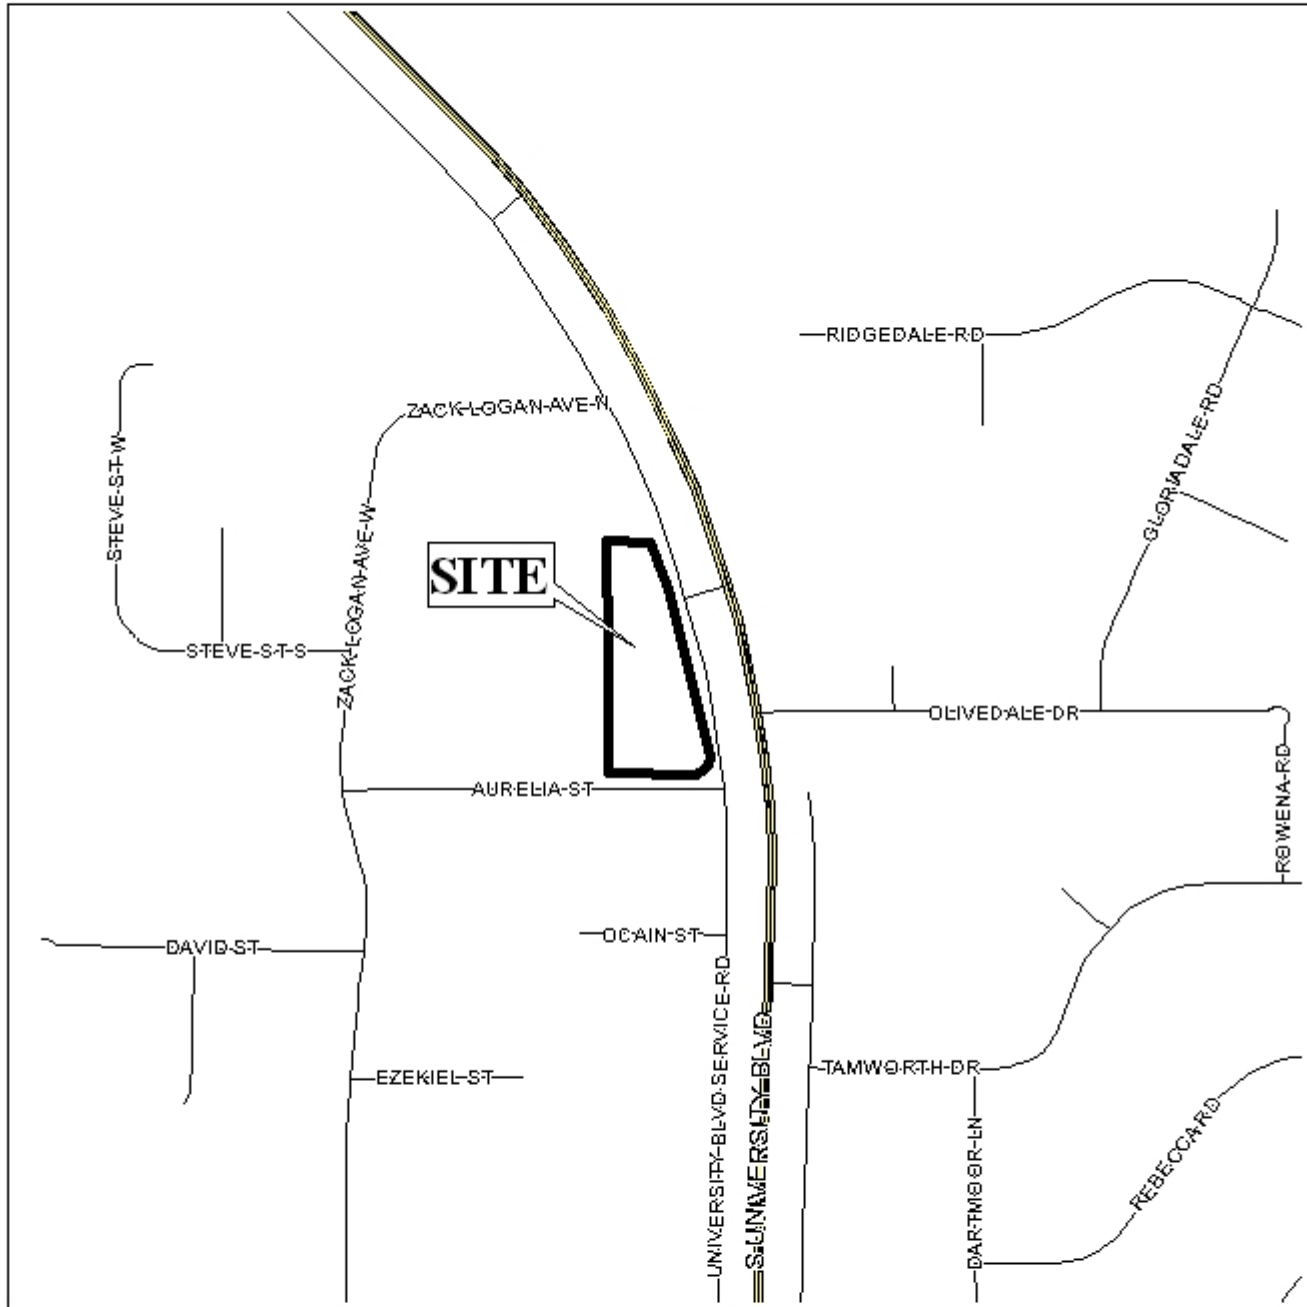 RIDGEDALE RD
ZACK LOGAN AVE N
GLORIADALE RD
STEVE ST W
ZACK LOGAN AVE W
SITE
STEVE ST S
OLIVEDALE DR
ROWENA RD
AURELIA ST
OCAIN ST
DAVID ST
UNIVERSITY BLVD SERVICE RD
S UNIVERSITY BLVD
TAMWORTH DR
EZEKIEL ST
DARTMOOR LN
REBECCA RD